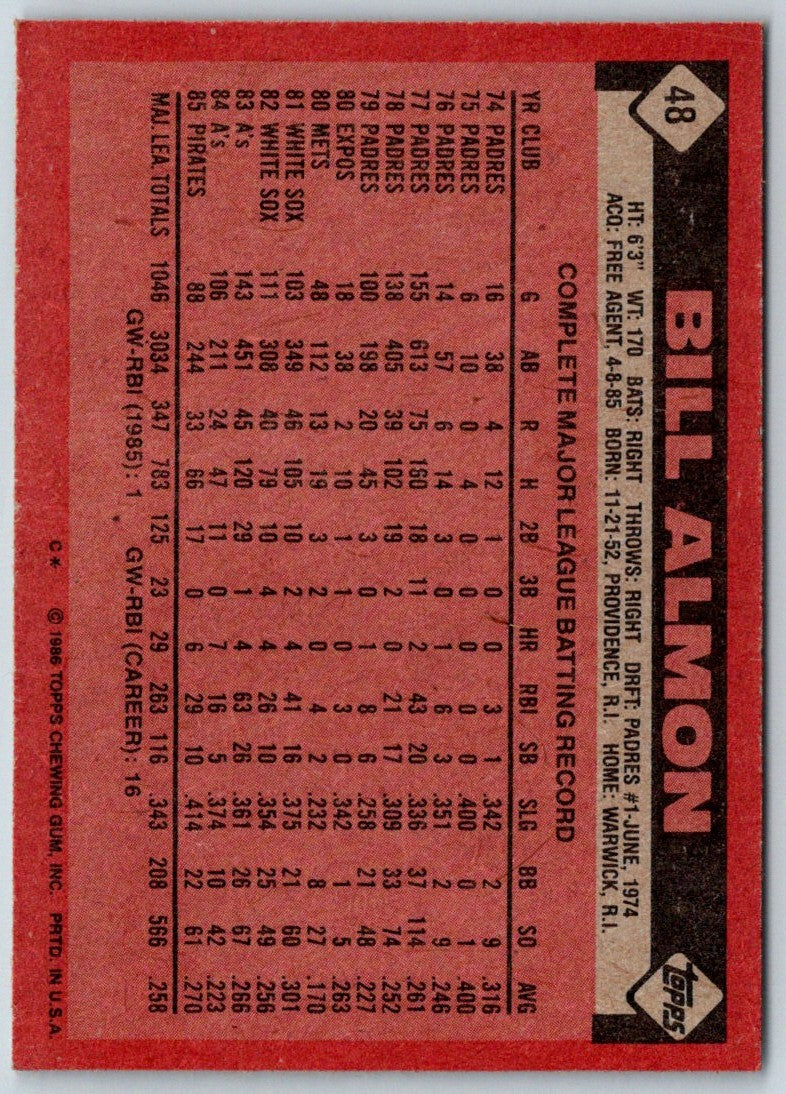 48 BILL ALMON topps
HT: 6'3" WT: 170 BATS: RIGHT THROWS: RIGHT DRFT: PADRES #1-JUNE, 1974
ACQ: FREE AGENT, 4-8-85 BORN: 11-21-52, PROVIDENCE, R.I. HOME: WARWICK, R.I.
COMPLETE MAJOR LEAGUE BATTING RECORD
YR CLUB G AB R H 2B 3B HR RBI SB SLG BB SO AVG
74 PADRES 16 38 4 12 1 0 0 3 1 .342 2 9 .316
75 PADRES 6 10 0 4 0 0 0 0 0 .400 0 1 .400
76 PADRES 14 57 6 14 3 0 1 6 3 .351 2 9 .246
77 PADRES 155 613 75 160 18 11 2 43 20 .336 37 114 .261
78 PADRES 138 405 39 102 19 2 0 21 17 .309 33 74 .252
79 PADRES 100 198 20 45 3 0 1 8 6 .258 21 48 .227
80 EXPOS 18 38 2 10 1 1 0 3 0 .342 1 5 .263
80 METS 48 112 13 19 3 2 0 4 2 .232 8 27 .170
81 WHITE SOX 103 349 46 105 10 2 4 41 16 .375 21 60 .301
82 WHITE SOX 111 308 40 79 10 4 4 26 10 .354 25 49 .256
83 A's 143 451 45 120 29 1 4 63 26 .361 26 67 .266
84 A's 106 211 24 47 11 0 7 16 5 .374 10 42 .223
85 PIRATES 88 244 33 66 17 0 6 29 10 .414 22 61 .270
MAJ. LEA. TOTALS 1046 3034 347 783 125 23 29 263 116 .343 208 566 .258
GW-RBI (1985): 1 GW-RBI (CAREER): 16
C* © 1986 TOPPS CHEWING GUM, INC. PRTD. IN U.S.A.